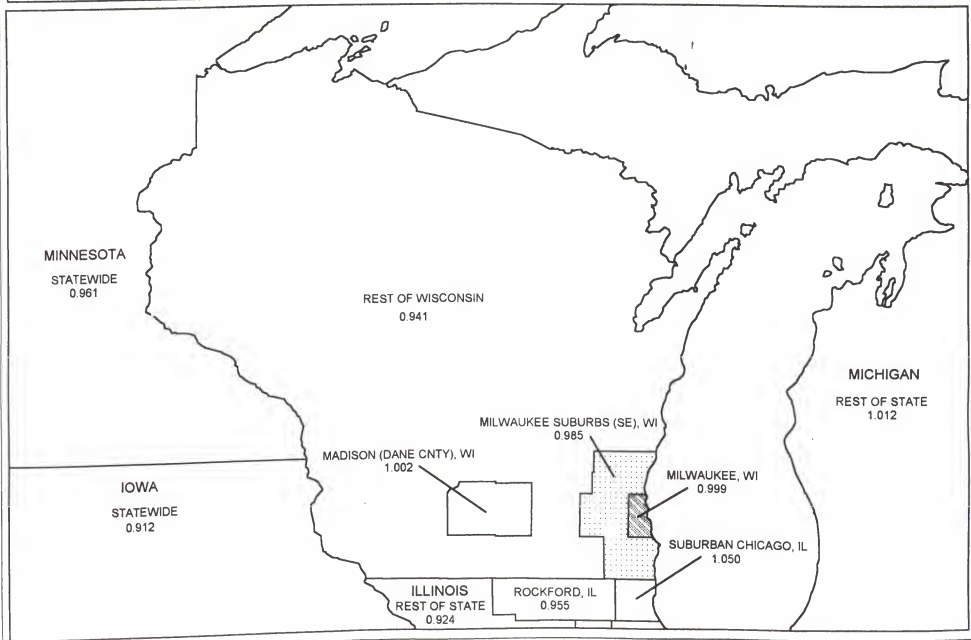 MINNESOTA
STATEWIDE
0.961
REST OF WISCONSIN
0.941
MICHIGAN
REST OF STATE
1.012
MILWAUKEE SUBURBS (SE), WI
0.985
MADISON (DANE CNTY), WI
1.002
MILWAUKEE, WI
0.999
IOWA
STATEWIDE
0.912
SUBURBAN CHICAGO, IL
1.050
ILLINOIS
REST OF STATE
0.924
ROCKFORD, IL
0.955